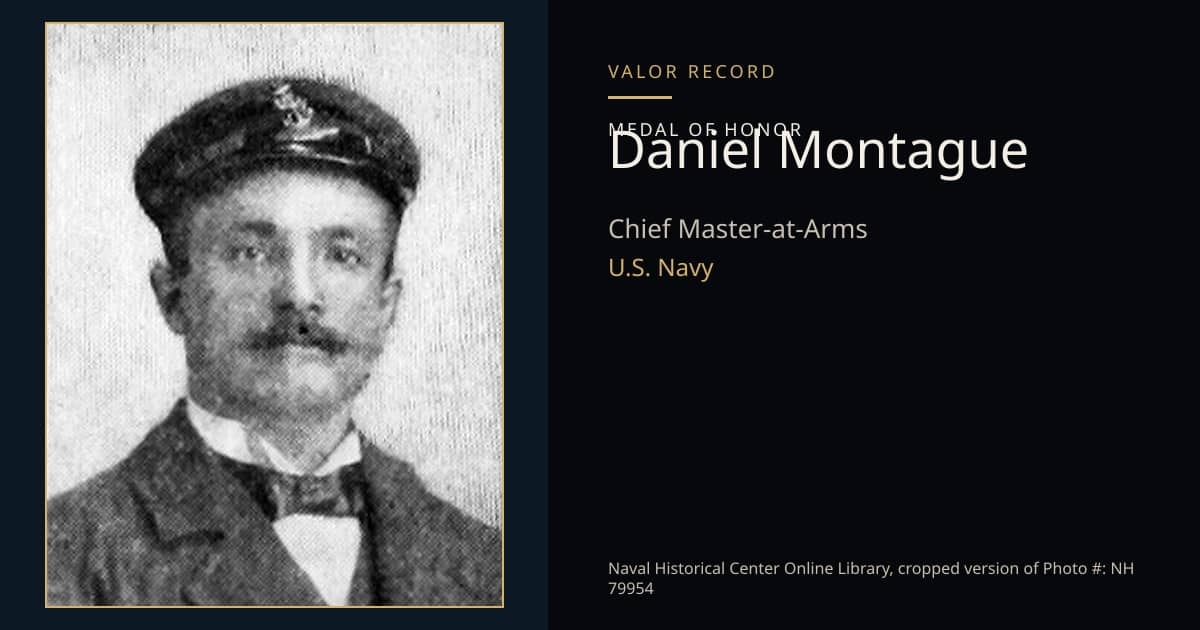 VALOR RECORD
MEDAL OF HONOR
Daniel Montague
Chief Master-at-Arms
U.S. Navy
Naval Historical Center Online Library, cropped version of Photo #: NH
79954